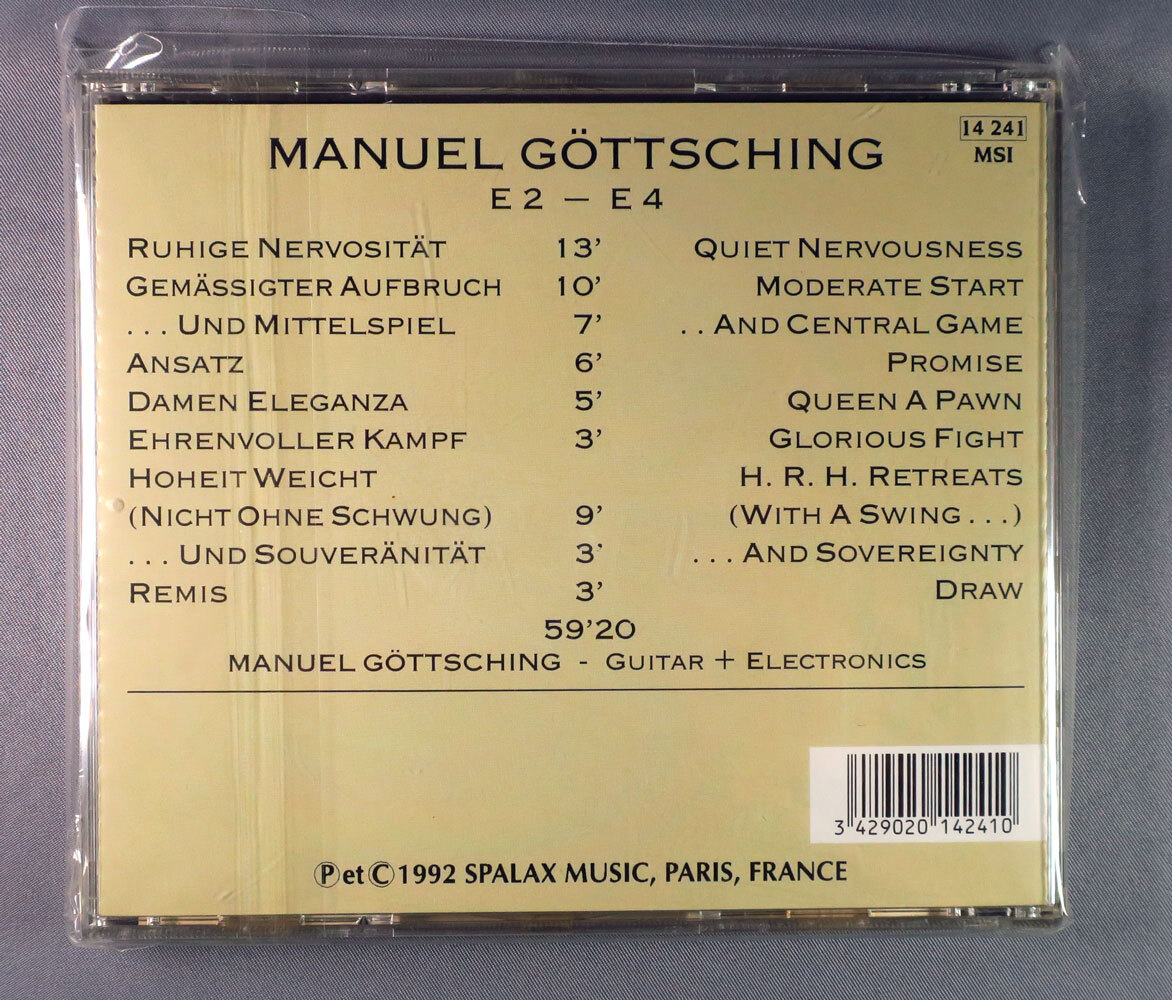 14 241
MANUEL GÖTTSCHING
MSI
E 2 – E 4
RUHIGE NERVOSITÄT 13' QUIET NERVOUSNESS
GEMÄSSIGTER AUFBRUCH 10' MODERATE START
...UND MITTELSPIEL 7' ..AND CENTRAL GAME
ANSATZ 6' PROMISE
DAMEN ELEGANZA 5' QUEEN A PAWN
EHRENVOLLER KAMPF 3' GLORIOUS FIGHT
HOHEIT WEICHT H. R. H. RETREATS
(NICHT OHNE SCHWUNG) 9' (WITH A SWING...)
...UND SOUVERÄNITÄT 3' ...AND SOVEREIGNTY
REMIS 3' DRAW
59'20
MANUEL GÖTTSCHING - GUITAR + ELECTRONICS
3 429020 142410
Ⓟ et © 1992 SPALAX MUSIC, PARIS, FRANCE